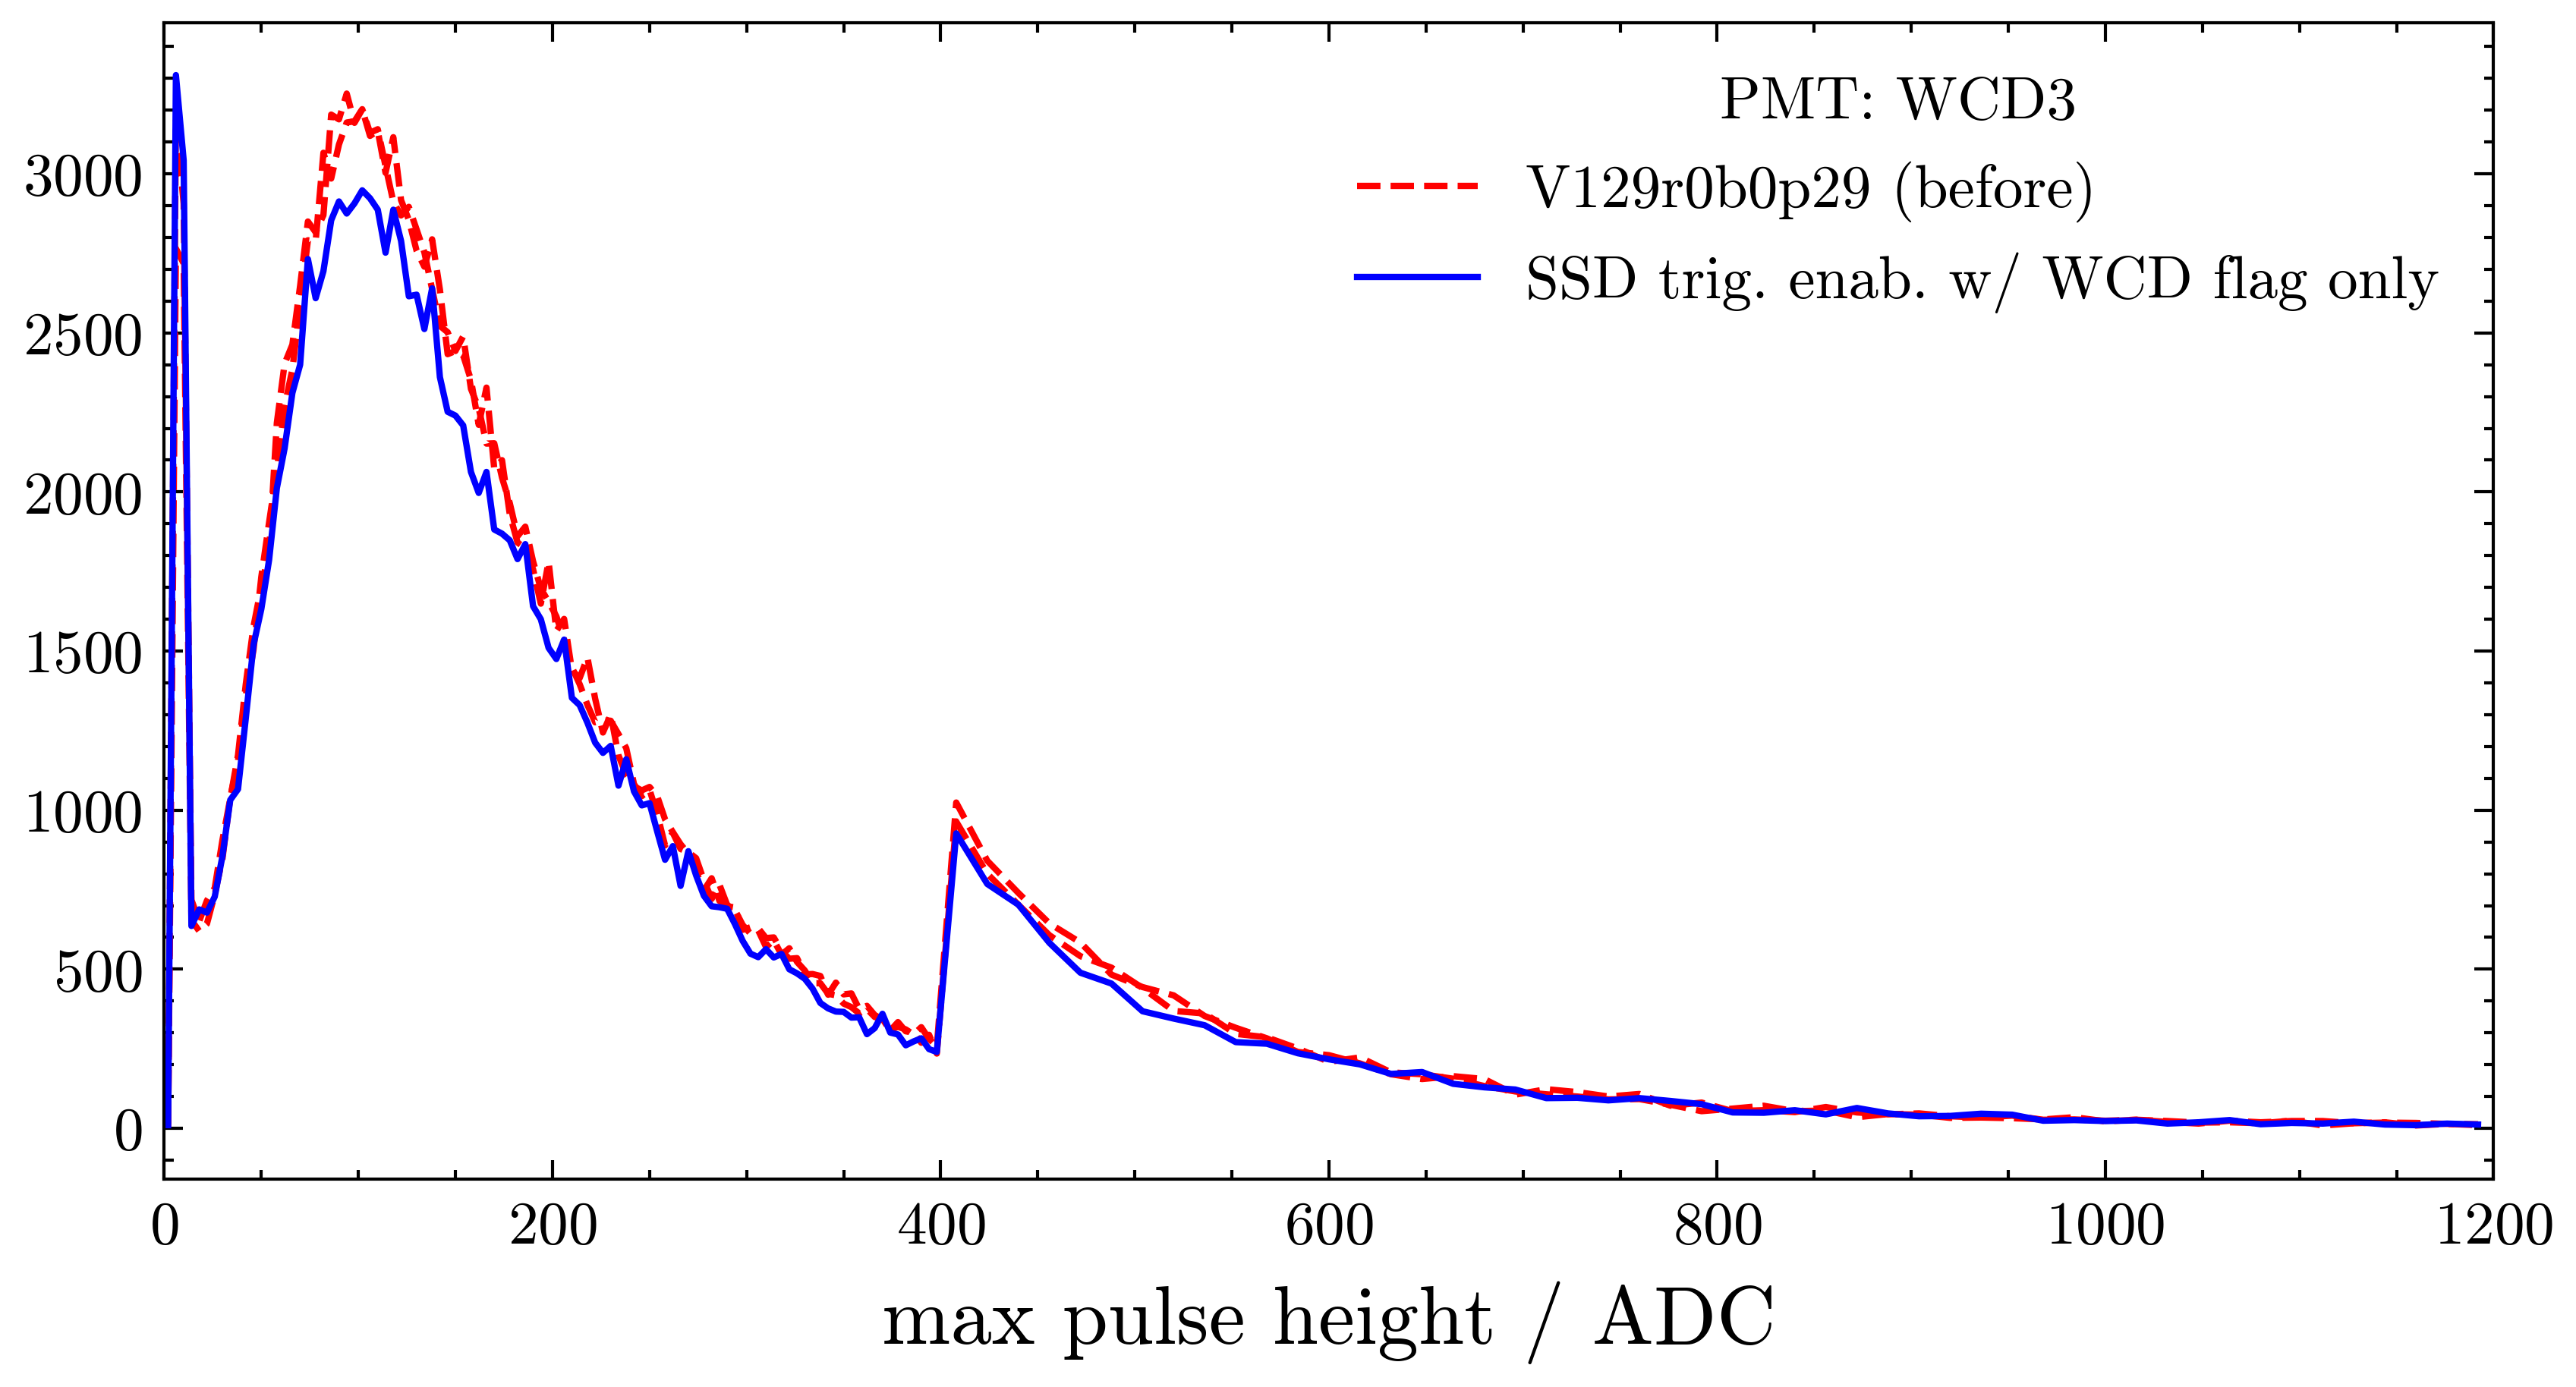 PMT: WCD3
V129r0b0p29 (before)
SSD trig. enab. w/ WCD flag only
3000
2500
2000
1500
1000
500
0
0 200 400 600 800 1000 1200
max pulse height / ADC